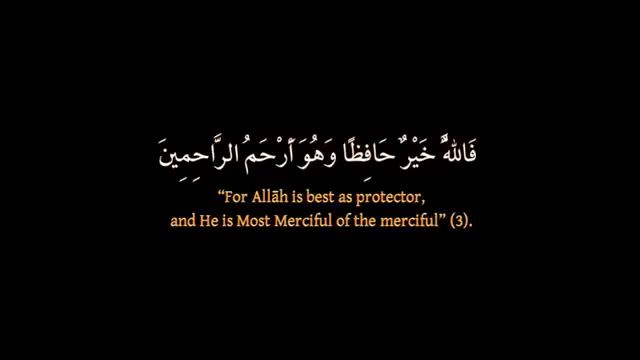 فَاللَّهُ خَيْرٌ حَافِظًا وَهُوَ أَرْحَمُ الرَّاحِمِينَ
“For Allāh is best as protector,
and He is Most Merciful of the merciful” (3).